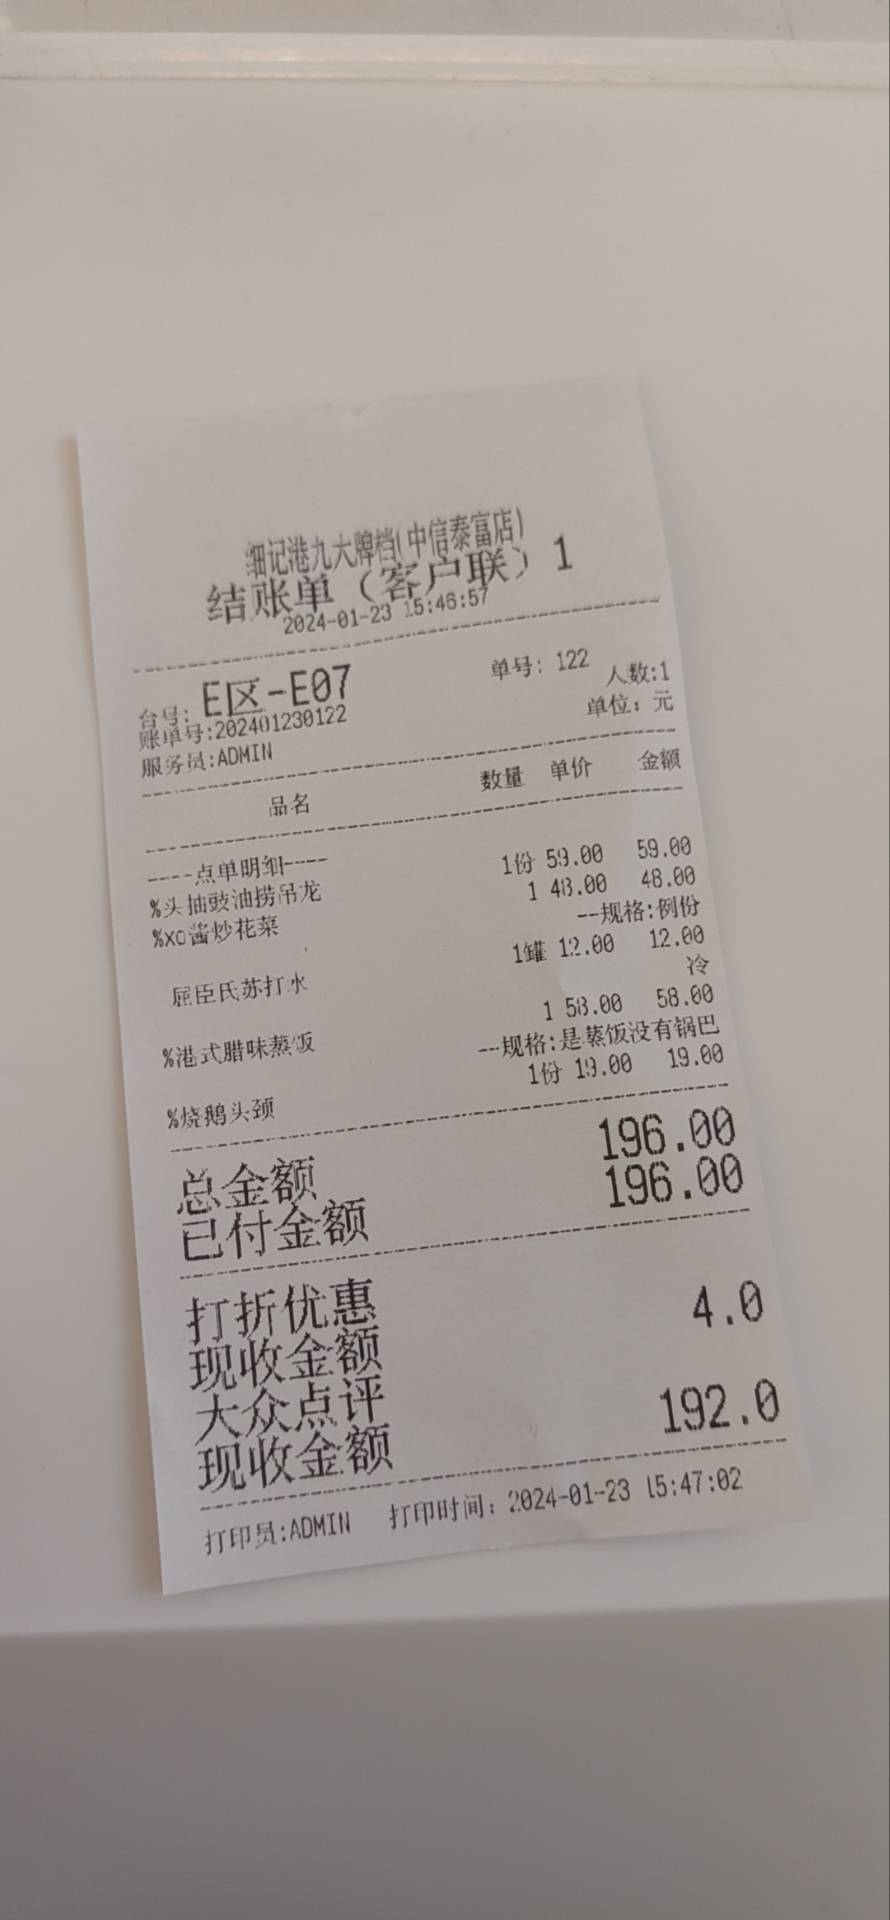 细记港九大牌档(中信泰富店)
结账单（客户联）1
2024-01-23 15:46:57
台号: E区-E07 单号: 122
账单号:202401230122 人数:1
服务员:ADMIN 单位: 元
品名 数量 单价 金额
----点单明细----
%头抽豉油捞吊龙 1份 59.00 59.00
%xo酱炒花菜 1 48.00 48.00
--规格:例份
屈臣氏苏打水 1罐 12.00 12.00
冷
%港式腊味蒸饭 1 58.00 58.00
---规格:是蒸饭没有锅巴
%烧鹅头颈 1份 19.00 19.00
总金额 196.00
已付金额 196.00
打折优惠
现收金额 4.0
大众点评
现收金额 192.0
打印员:ADMIN 打印时间: 2024-01-23 15:47:02